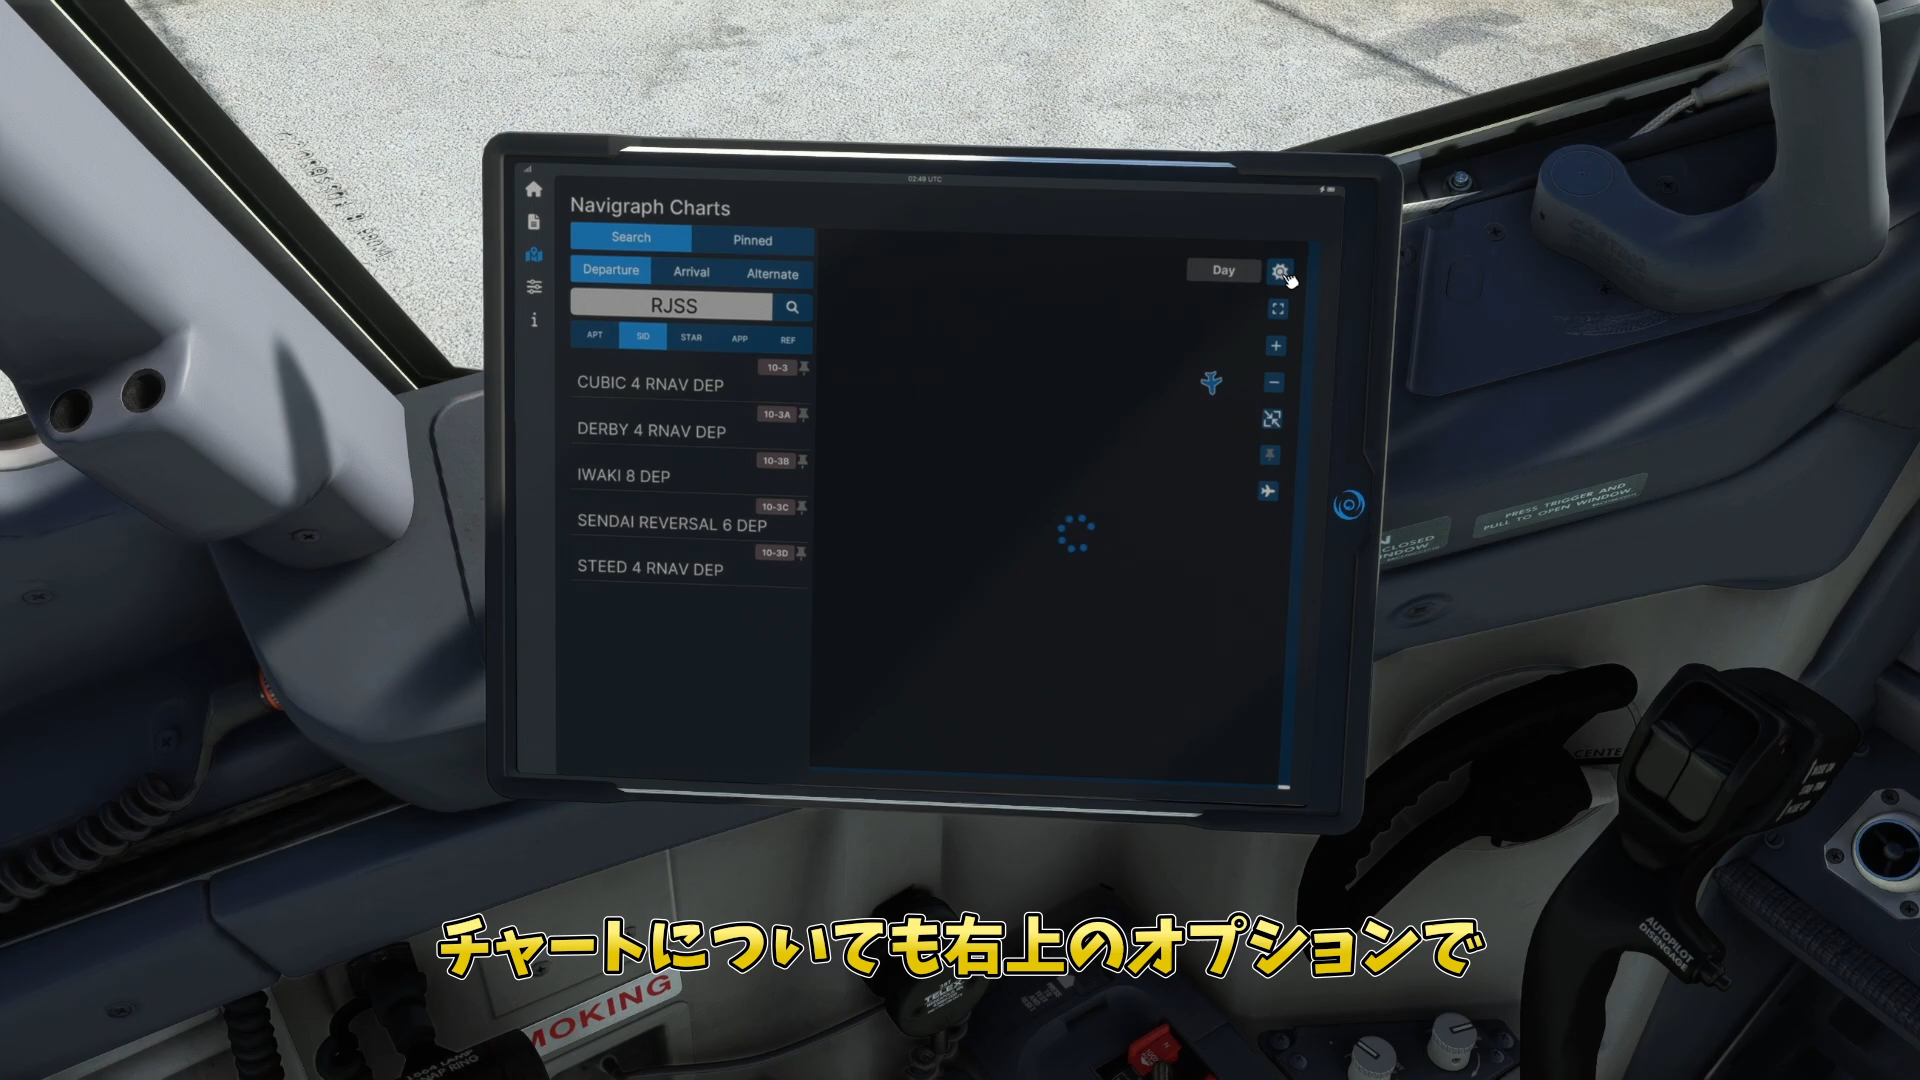 02:49 UTC
Navigraph Charts
Search
Pinned
Departure
Arrival
Alternate
RJSS
APT
SID
STAR
APP
REF
10-3
CUBIC 4 RNAV DEP
10-3A
DERBY 4 RNAV DEP
10-3B
IWAKI 8 DEP
10-3C
SENDAI REVERSAL 6 DEP
10-3D
STEED 4 RNAV DEP
Day
PRESS TRIGGER AND
PULL TO OPEN WINDOW
CLOSED
AUTOPILOT
DISENGAGE
チャートについても右上のオプションで
MOKING